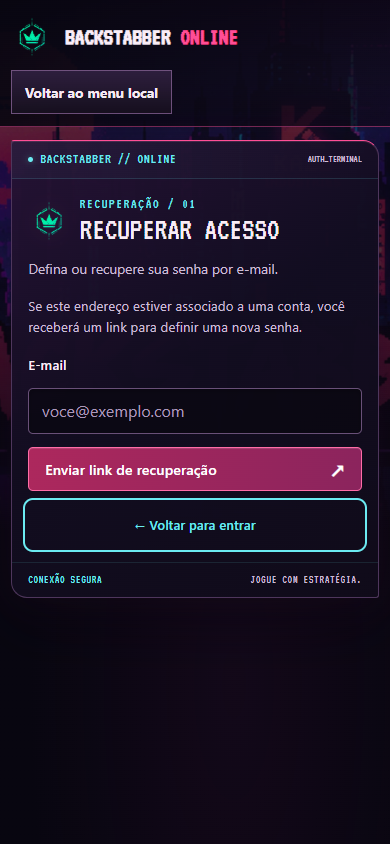 BACKSTABBER ONLINE
Voltar ao menu local
BACKSTABBER // ONLINE
AUTH_TERMINAL
RECUPERAÇÃO / 01
RECUPERAR ACESSO
Defina ou recupere sua senha por e-mail.
Se este endereço estiver associado a uma conta, você
receberá um link para definir uma nova senha.
E-mail
voce@exemplo.com
Enviar link de recuperação ↗
← Voltar para entrar
CONEXÃO SEGURA
JOGUE COM ESTRATÉGIA.